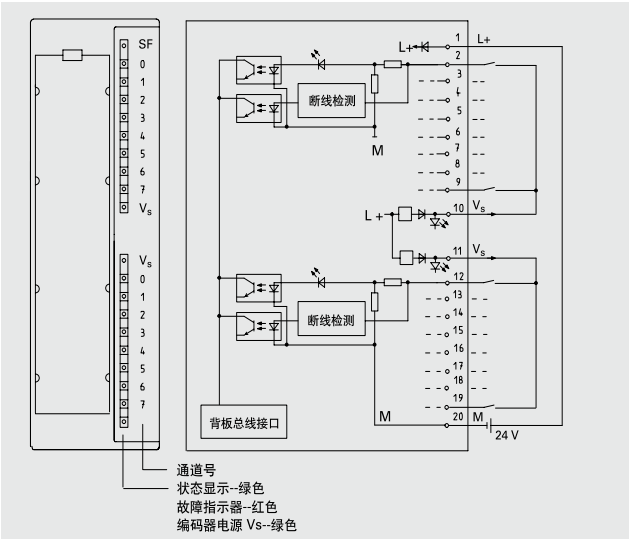 SF
0
1
2
3
4
5
6
7
Vs
Vs
0
1
2
3
4
5
6
7
通道号
状态显示--绿色
故障指示器--红色
编码器电源 Vs--绿色
L+ 1 L+
2
断线检测
3
4
5
6
M
7
8
9
L+ 10 Vs
11 Vs
12
断线检测
13
14
15
16
17
18
19
背板总线接口
M 20 M
24 V